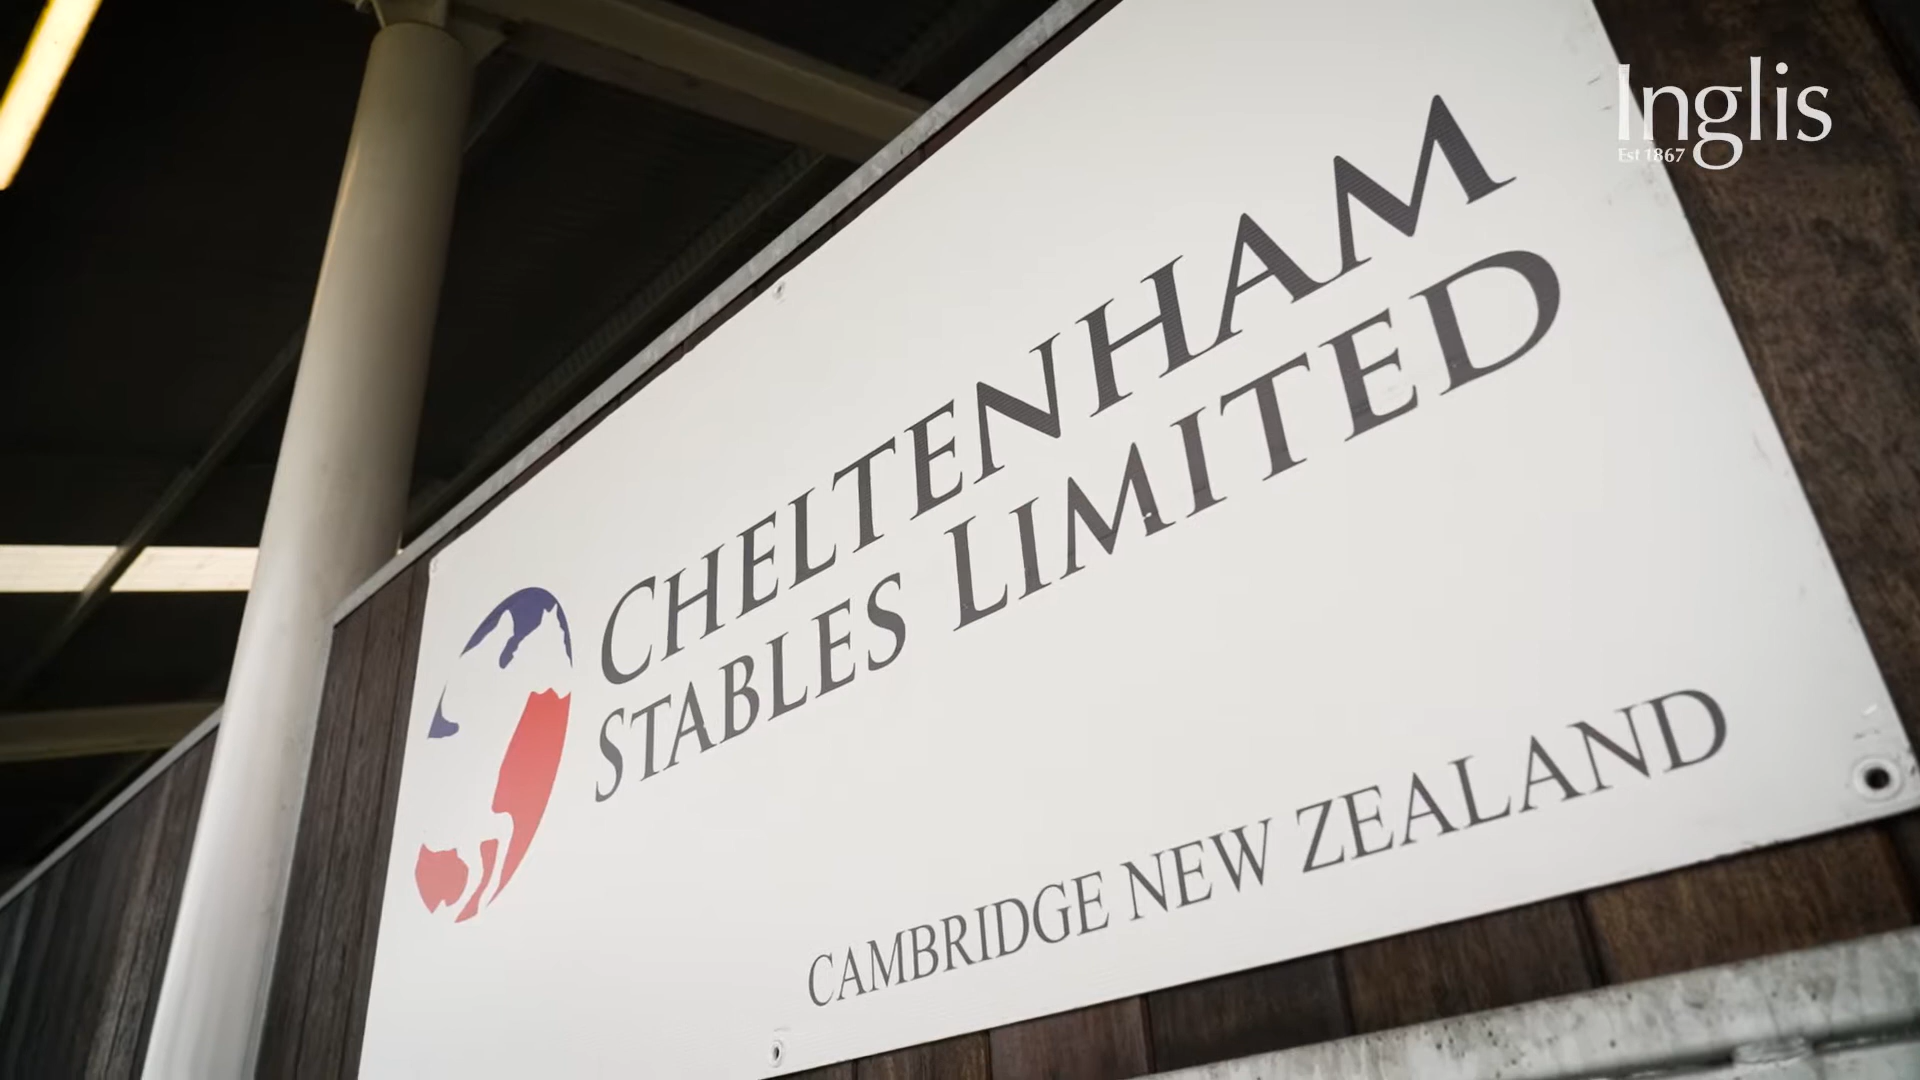 Inglis
Est 1867
CHELTENHAM
STABLES LIMITED
CAMBRIDGE NEW ZEALAND